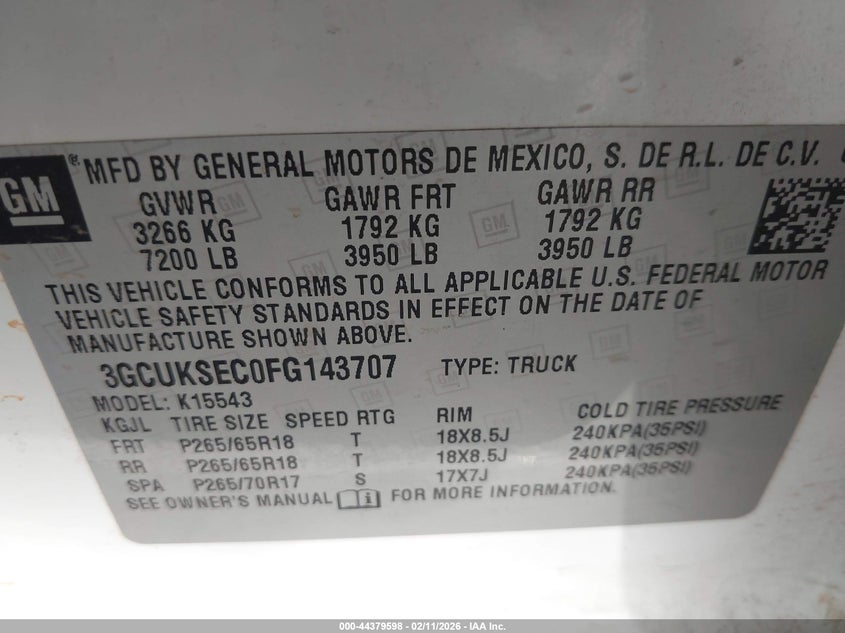 GM
® MFD BY GENERAL MOTORS DE MEXICO, S. DE R.L. DE C.V.
GVWR GAWR FRT GAWR RR
3266 KG 1792 KG 1792 KG
7200 LB 3950 LB 3950 LB
THIS VEHICLE CONFORMS TO ALL APPLICABLE U.S. FEDERAL MOTOR
VEHICLE SAFETY STANDARDS IN EFFECT ON THE DATE OF
MANUFACTURE SHOWN ABOVE.
3GCUKSEC0FG143707 TYPE: TRUCK
MODEL: K15543
KGJL TIRE SIZE SPEED RTG RIM COLD TIRE PRESSURE
FRT P265/65R18 T 18X8.5J 240KPA(35PSI)
RR P265/65R18 T 18X8.5J 240KPA(35PSI)
SPA P265/70R17 S 17X7J 240KPA(35PSI)
SEE OWNER'S MANUAL FOR MORE INFORMATION.
000-44379598 - 02/11/2026 - IAA Inc.